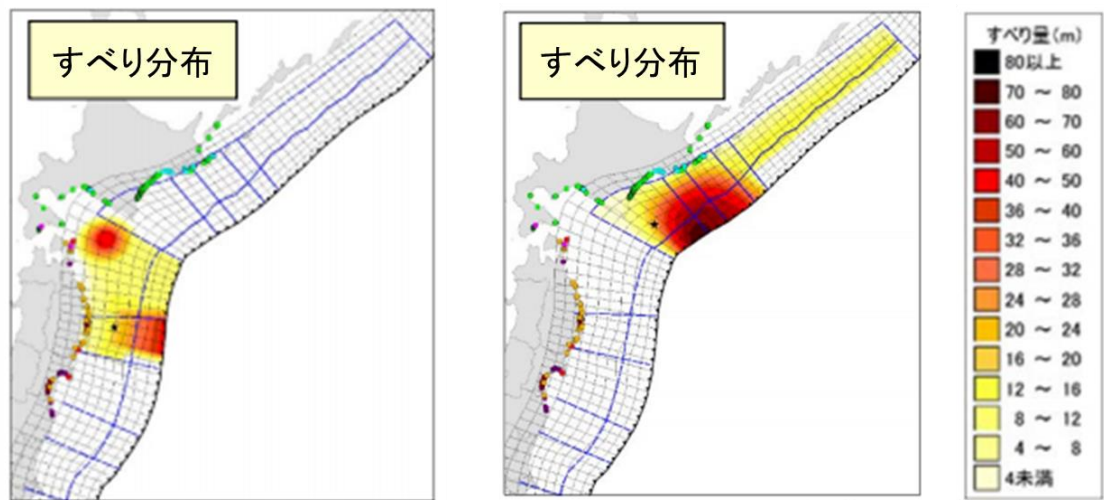 すべり分布
すべり分布
すべり量(m)
80以上
70 ～ 80
60 ～ 70
50 ～ 60
40 ～ 50
36 ～ 40
32 ～ 36
28 ～ 32
24 ～ 28
20 ～ 24
16 ～ 20
12 ～ 16
8 ～ 12
4 ～ 8
4未満